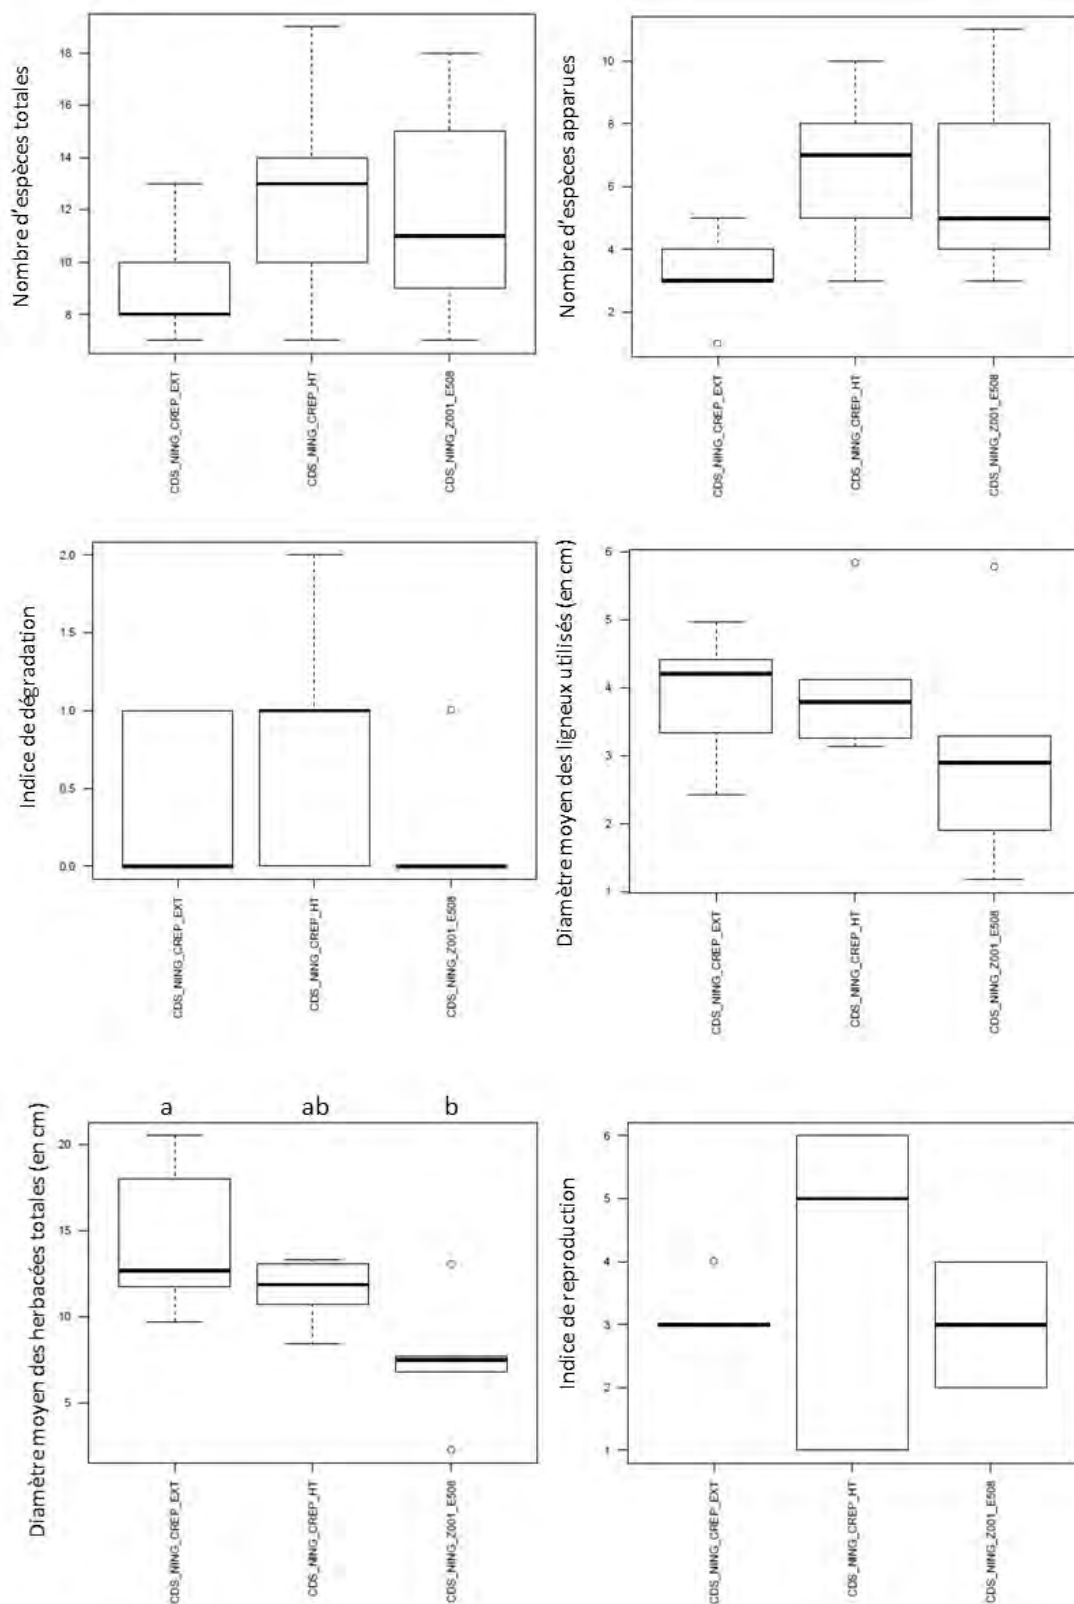 Nombre d'espèces totales
18
16
14
12
10
8
CDS_NING_CREP_EXT
CDS_NING_CREP_HT
CDS_NING_Z001_E508
Nombre d'espèces apparues
10
8
6
4
2
CDS_NING_CREP_EXT
CDS_NING_CREP_HT
CDS_NING_Z001_E508
Indice de dégradation
2.0
1.5
1.0
0.5
0.0
CDS_NING_CREP_EXT
CDS_NING_CREP_HT
CDS_NING_Z001_E508
Diamètre moyen des ligneux utilisés (en cm)
6
5
4
3
2
1
CDS_NING_CREP_EXT
CDS_NING_CREP_HT
CDS_NING_Z001_E508
Diamètre moyen des herbacées totales (en cm)
a ab b
20
15
10
5
CDS_NING_CREP_EXT
CDS_NING_CREP_HT
CDS_NING_Z001_E508
Indice de reproduction
6
5
4
3
2
1
CDS_NING_CREP_EXT
CDS_NING_CREP_HT
CDS_NING_Z001_E508